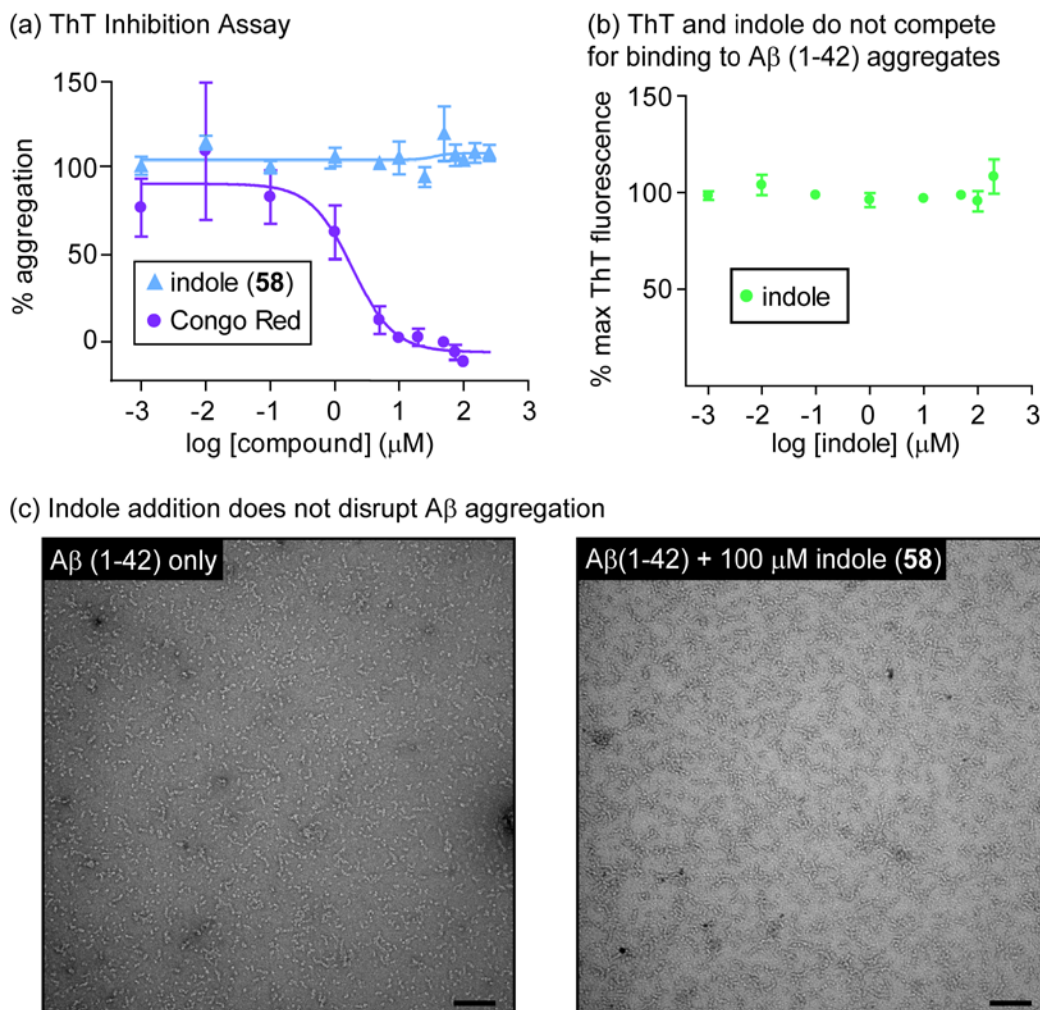 (a) ThT Inhibition Assay
(b) ThT and indole do not compete
for binding to Aβ (1-42) aggregates
150
100
50
0
% aggregation
indole (58)
Congo Red
-3 -2 -1 0 1 2 3
log [compound] (μM)
150
100
50
% max ThT fluorescence
indole
-3 -2 -1 0 1 2 3
log [indole] (μM)
(c) Indole addition does not disrupt Aβ aggregation
Aβ (1-42) only
Aβ(1-42) + 100 μM indole (58)